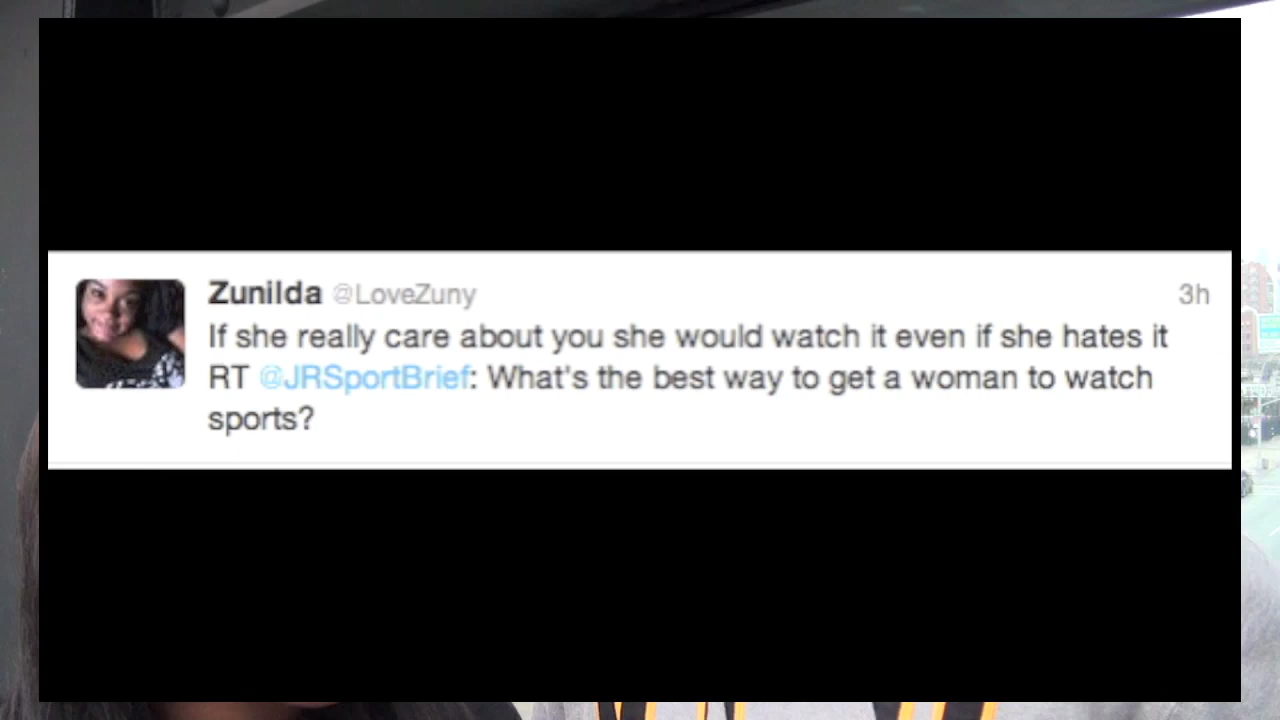 Zunilda @LoveZuny 3h
If she really care about you she would watch it even if she hates it
RT @JRSportBrief: What's the best way to get a woman to watch
sports?